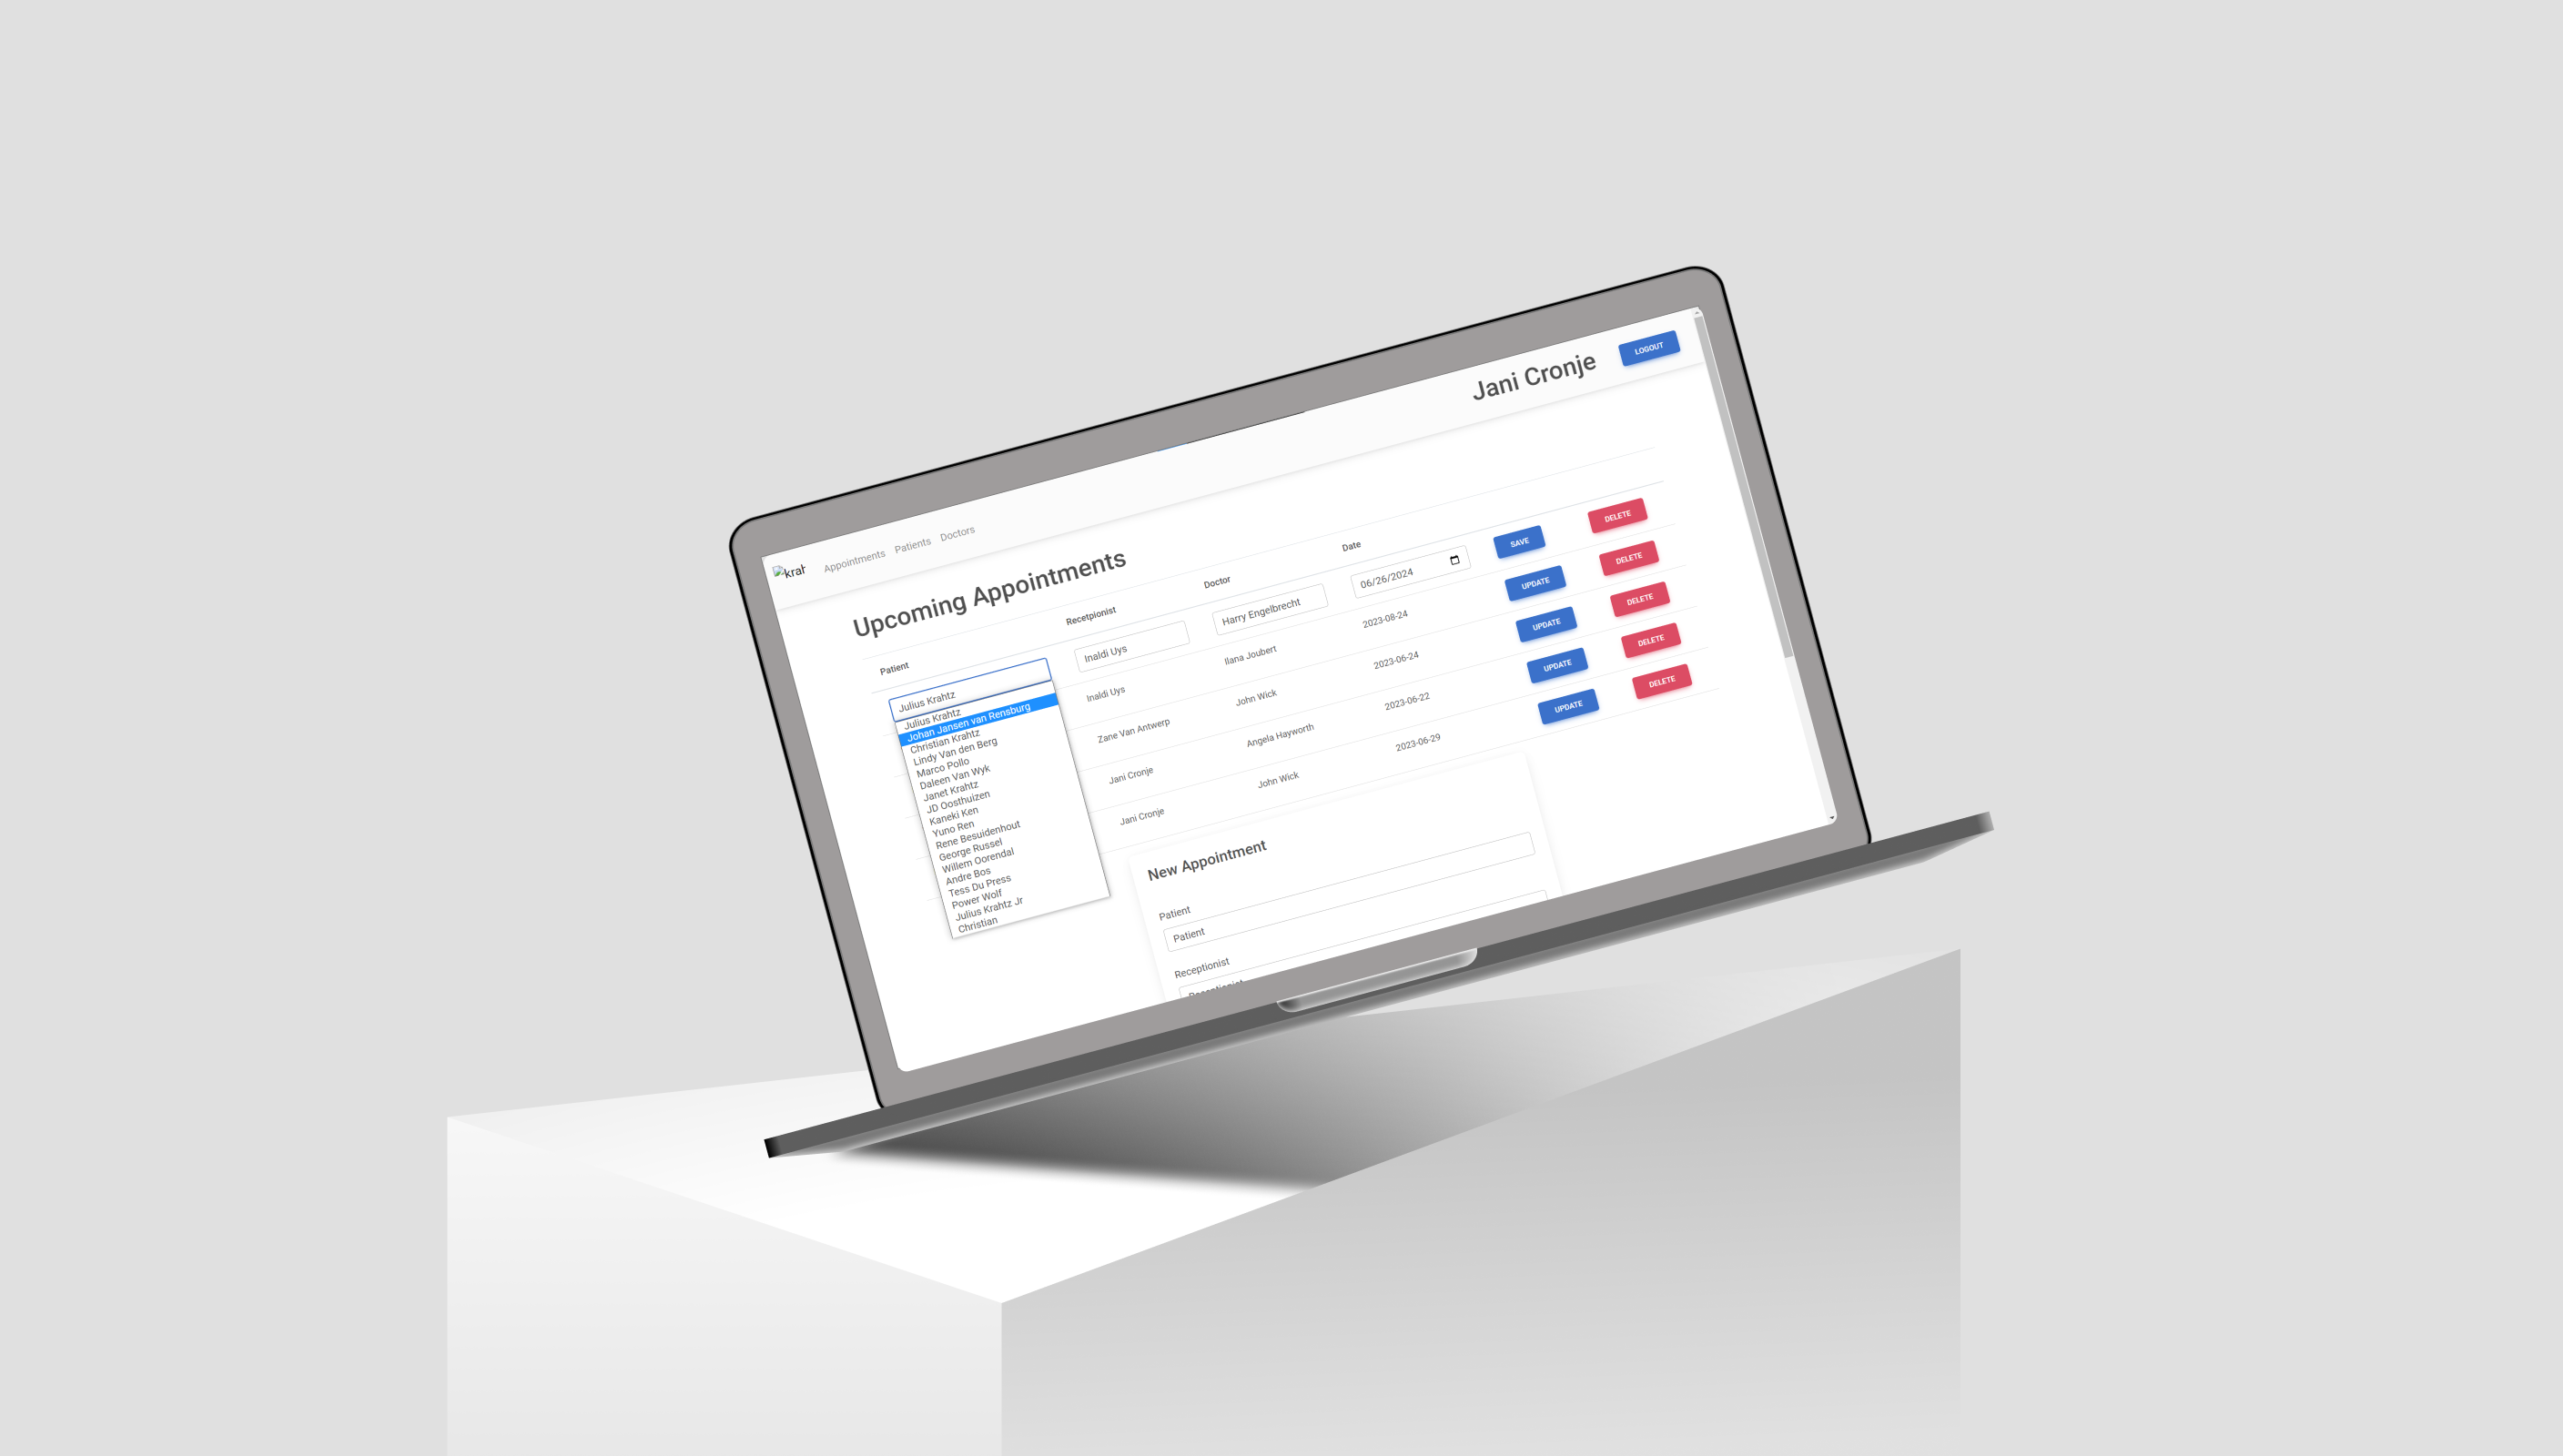 Jani Cronje LOGOUT
krah Appointments Patients Doctors
Upcoming Appointments
Patient Recetpionist Doctor Date
Julius Krahtz Inaldi Uys Harry Engelbrecht 06/26/2024 SAVE DELETE
Inaldi Uys Ilana Joubert 2023-08-24 UPDATE DELETE
Zane Van Antwerp John Wick 2023-06-24 UPDATE DELETE
Jani Cronje Angela Hayworth 2023-06-22 UPDATE DELETE
Jani Cronje John Wick 2023-06-29 UPDATE DELETE
Julius Krahtz
Johan Jansen van Rensburg
Christian Krahtz
Lindy Van den Berg
Marco Pollo
Daleen Van Wyk
Janet Krahtz
JD Oosthuizen
Kaneki Ken
Yuno Ren
Rene Besuidenhout
George Russel
Willem Oorendal
Andre Bos
Tess Du Press
Power Wolf
Julius Krahtz Jr
Christian
New Appointment
Patient
Patient
Receptionist
Receptionist